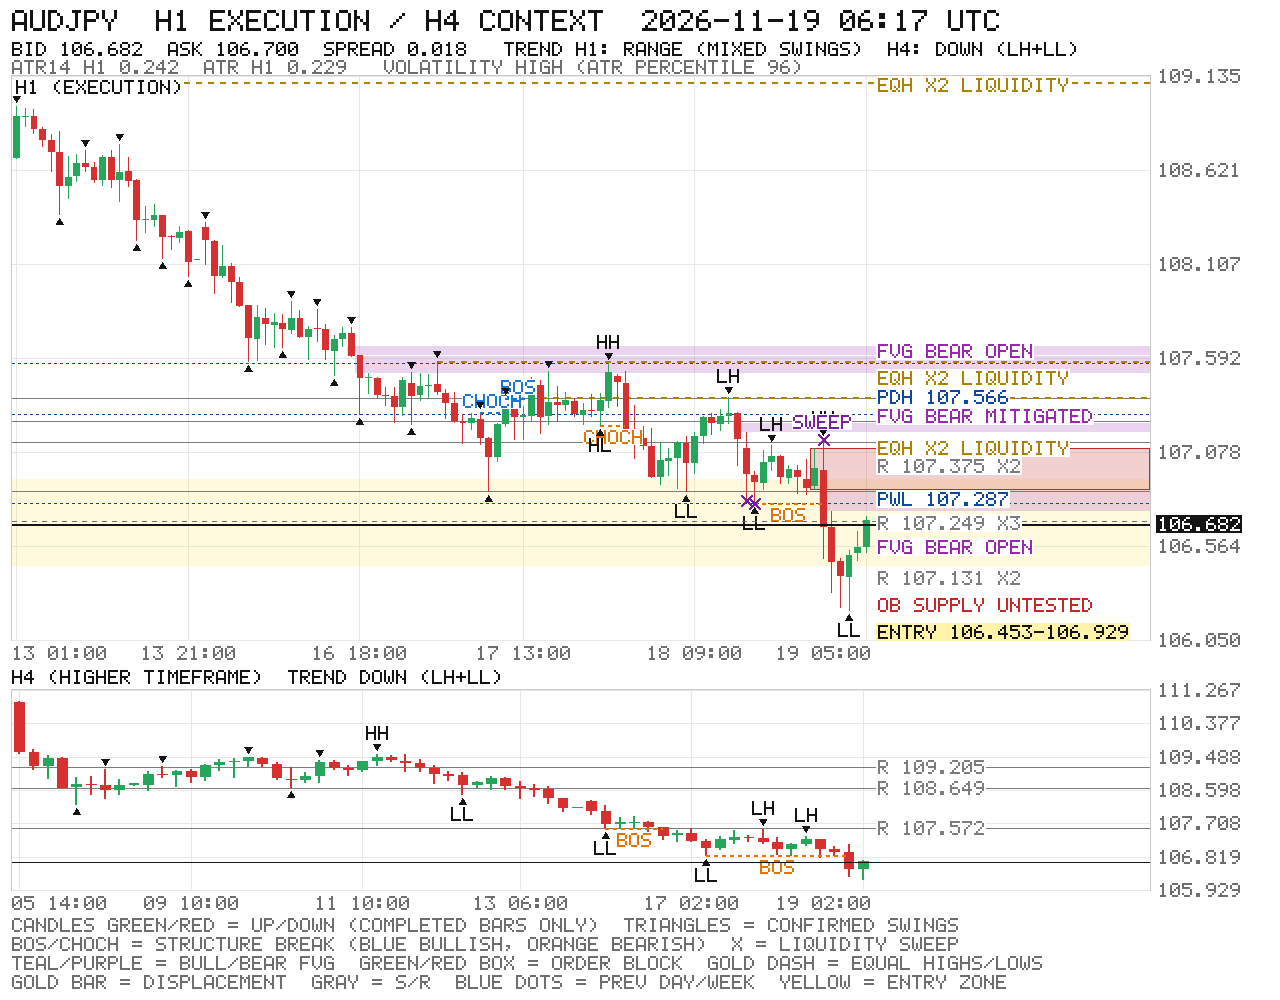 AUDJPY  H1 EXECUTION / H4 CONTEXT  2026-11-19 06:17 UTC
BID 106.682  ASK 106.700  SPREAD 0.018   TREND H1: RANGE (MIXED SWINGS)  H4: DOWN (LH+LL)
ATR14 H1 0.242  ATR H1 0.229   VOLATILITY HIGH (ATR PERCENTILE 96)
109.135
H1 (EXECUTION)
EQH X2 LIQUIDITY
108.621
108.107
HH
FVG BEAR OPEN
107.592
LH
EQH X2 LIQUIDITY
BOS
PDH 107.566
CHOCH
FVG BEAR MITIGATED
LH
SWEEP
CHOCH
HL
EQH X2 LIQUIDITY
107.078
R 107.375 X2
PWL 107.287
LL
BOS
LL
R 107.249 X3
106.682
FVG BEAR OPEN
106.564
R 107.131 X2
OB SUPPLY UNTESTED
LL
ENTRY 106.453-106.929
106.050
13 01:00
13 21:00
16 18:00
17 13:00
18 09:00
19 05:00
H4 (HIGHER TIMEFRAME)  TREND DOWN (LH+LL)
111.267
110.377
HH
109.488
R 109.205
R 108.649
108.598
LL
LH
LH
107.708
R 107.572
BOS
LL
106.819
BOS
LL
105.929
05 14:00
09 10:00
11 10:00
13 06:00
17 02:00
19 02:00
CANDLES GREEN/RED = UP/DOWN (COMPLETED BARS ONLY)  TRIANGLES = CONFIRMED SWINGS
BOS/CHOCH = STRUCTURE BREAK (BLUE BULLISH, ORANGE BEARISH)  X = LIQUIDITY SWEEP
TEAL/PURPLE = BULL/BEAR FVG  GREEN/RED BOX = ORDER BLOCK  GOLD DASH = EQUAL HIGHS/LOWS
GOLD BAR = DISPLACEMENT  GRAY = S/R  BLUE DOTS = PREV DAY/WEEK  YELLOW = ENTRY ZONE